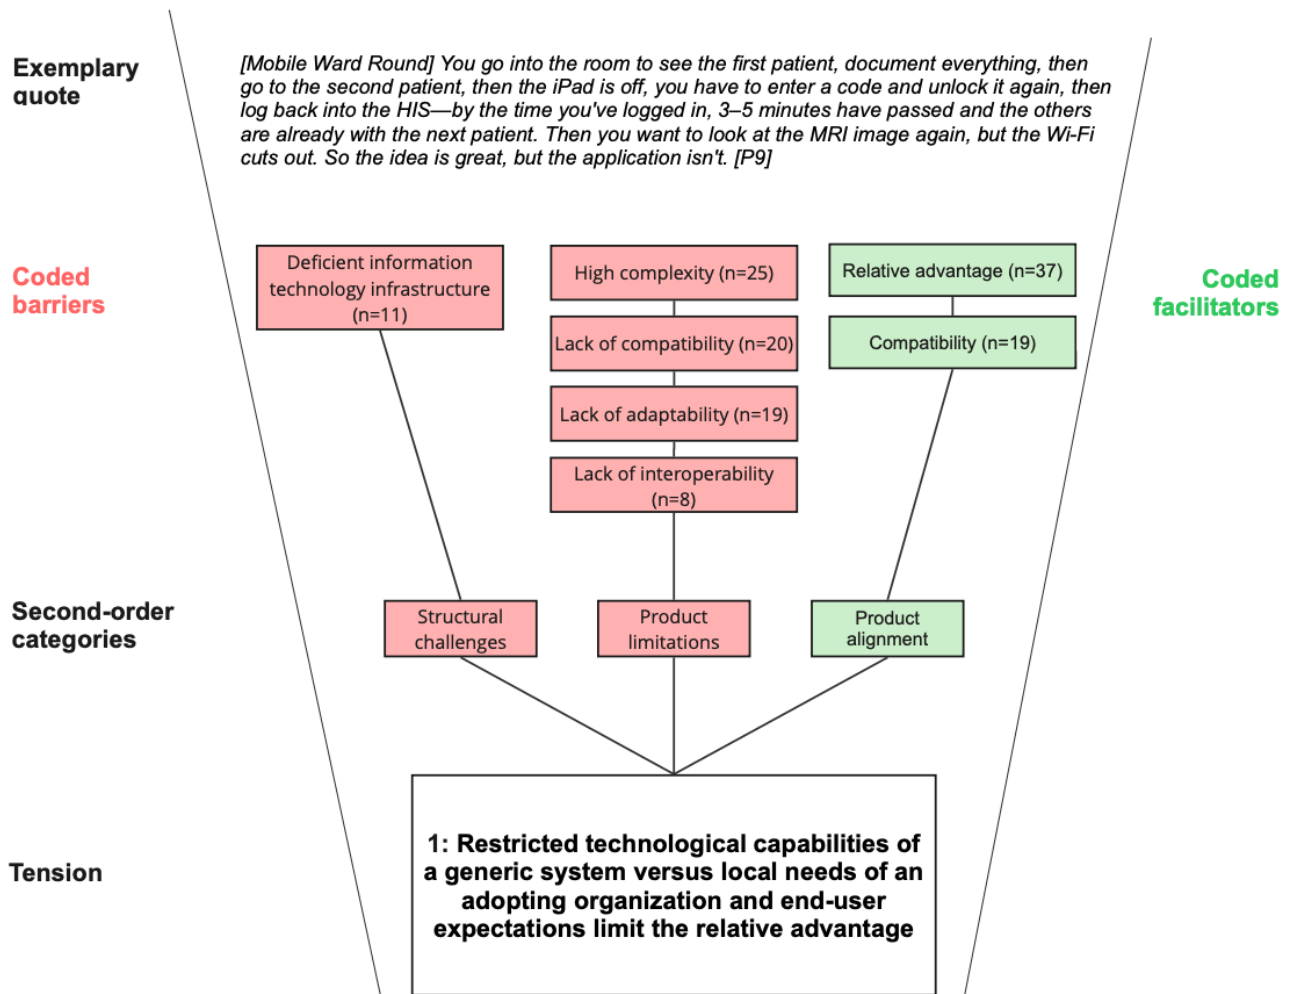 Exemplary
quote
[Mobile Ward Round] You go into the room to see the first patient, document everything, then
go to the second patient, then the iPad is off, you have to enter a code and unlock it again, then
log back into the HIS—by the time you've logged in, 3–5 minutes have passed and the others
are already with the next patient. Then you want to look at the MRI image again, but the Wi-Fi
cuts out. So the idea is great, but the application isn't. [P9]
Coded
barriers
Deficient information
technology infrastructure
(n=11)
High complexity (n=25)
Lack of compatibility (n=20)
Lack of adaptability (n=19)
Lack of interoperability
(n=8)
Relative advantage (n=37)
Compatibility (n=19)
Coded
facilitators
Second-order
categories
Structural
challenges
Product
limitations
Product
alignment
Tension
1: Restricted technological capabilities of
a generic system versus local needs of an
adopting organization and end-user
expectations limit the relative advantage